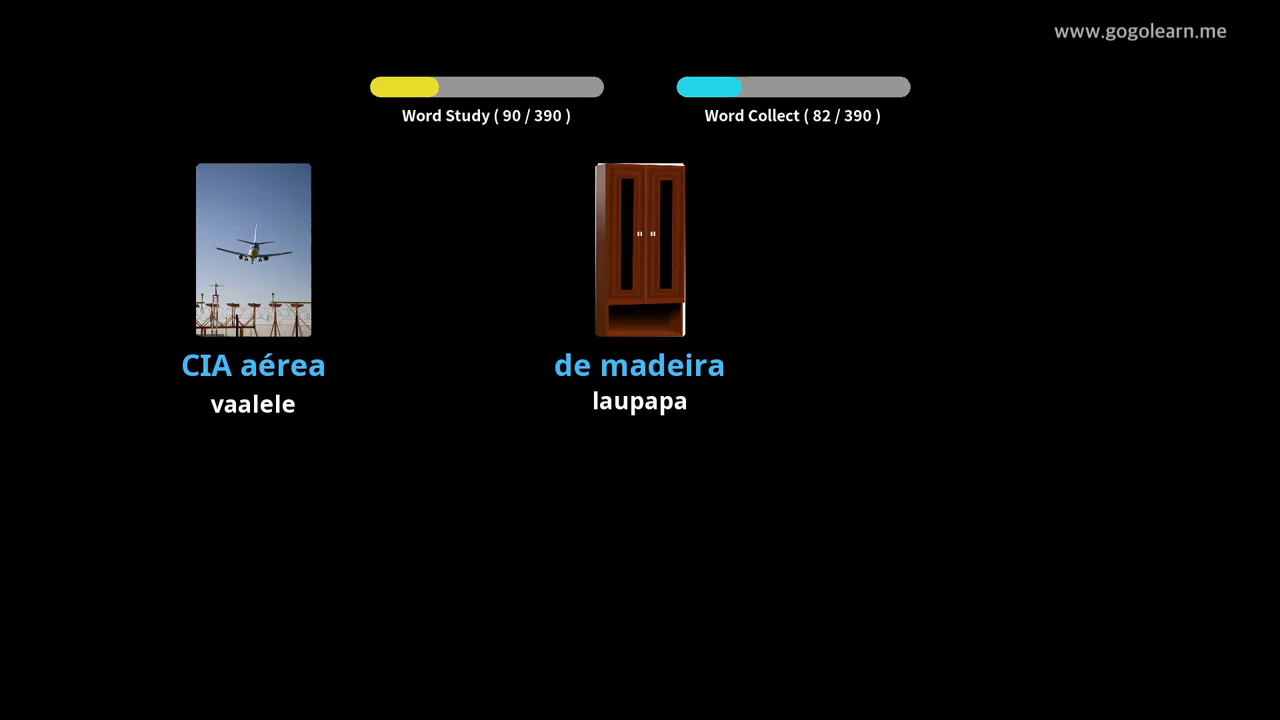 www.gogolearn.me
Word Study ( 90 / 390 )
Word Collect ( 82 / 390 )
CIA aérea
vaalele
de madeira
laupapa